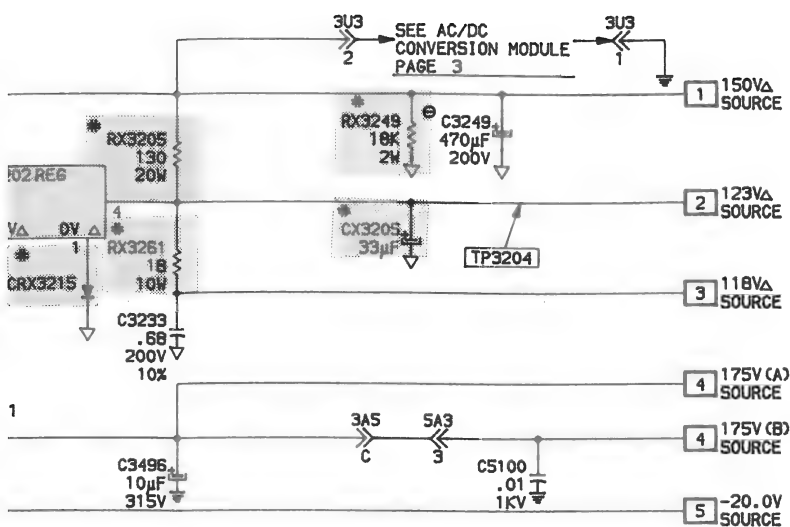 3U3
2
SEE AC/DC
CONVERSION MODULE
PAGE 3
3U3
1
1 150V△
SOURCE
*
RX3205
130
20W
*
RX3249
18K
2W
⊖
C3249
470µF
200V
+
202 REG
4
2 123V△
SOURCE
V△ 0V △
1
*
RX3261
18
10W
*
CX3205
33µF
+
TP3204
*
CRX3215
3 118V△
SOURCE
C3233
.68
200V
10%
4 175V(A)
SOURCE
1
3A5
C
5A3
3
4 175V(B)
SOURCE
C3496
10µF
315V
+
C5100
.01
1KV
5 -20.0V
SOURCE